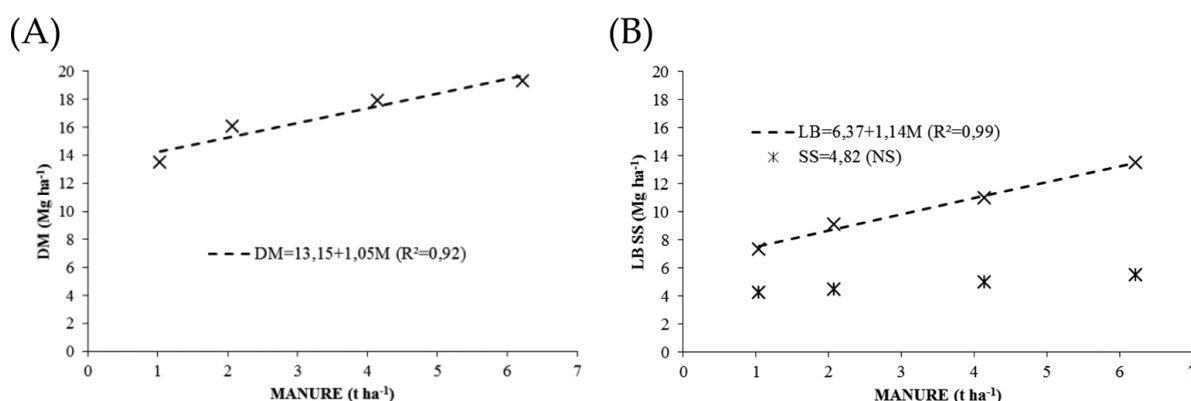 (A)
20
18
16
14
12
10
8
6
4
2
0
DM (Mg ha⁻¹)
DM=13,15+1,05M (R²=0,92)
0 1 2 3 4 5 6 7
MANURE (t ha⁻¹)
(B)
20
18
16
14
12
10
8
6
4
2
0
LB SS (Mg ha⁻¹)
LB=6,37+1,14M (R²=0,99)
SS=4,82 (NS)
0 1 2 3 4 5 6 7
MANURE (t ha⁻¹)